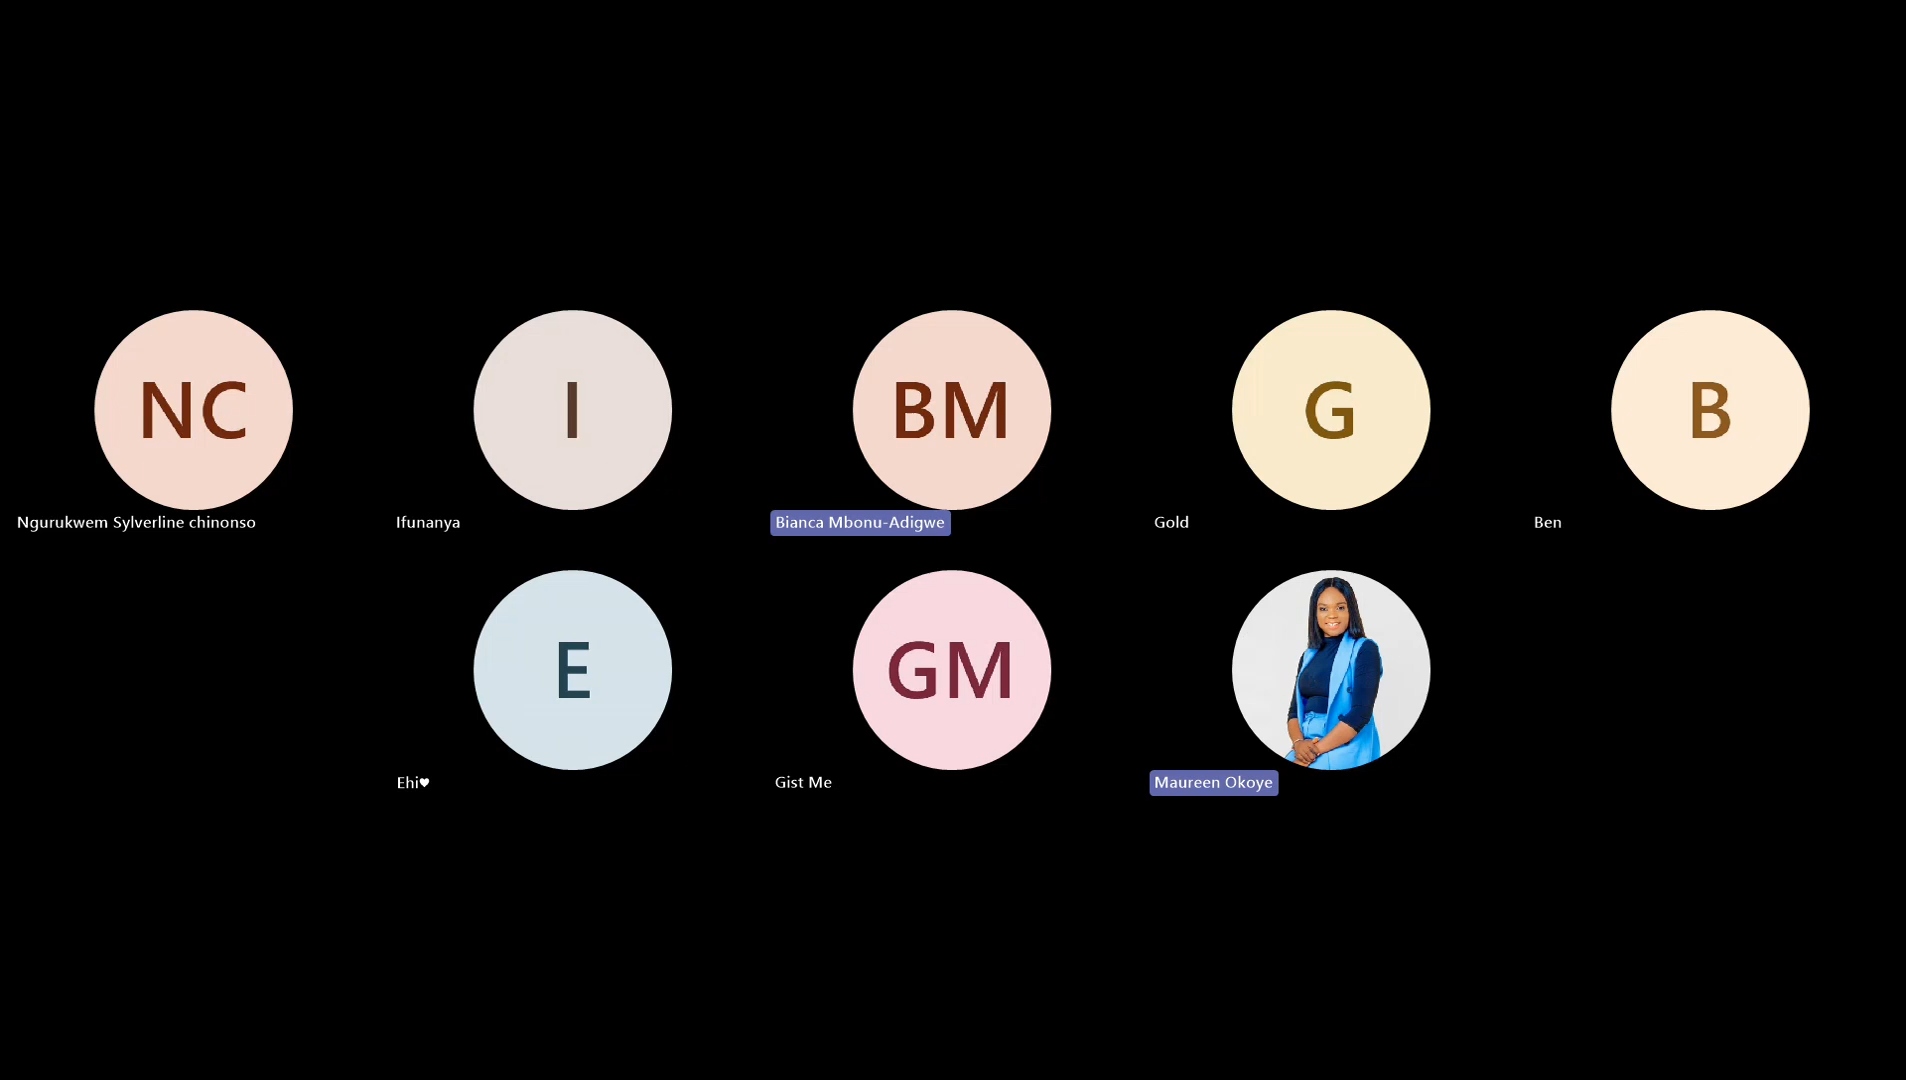 NC
I
BM
G
B
Ngurukwem Sylverline chinonso
Ifunanya
Bianca Mbonu-Adigwe
Gold
Ben
E
GM
Ehi♥
Gist Me
Maureen Okoye